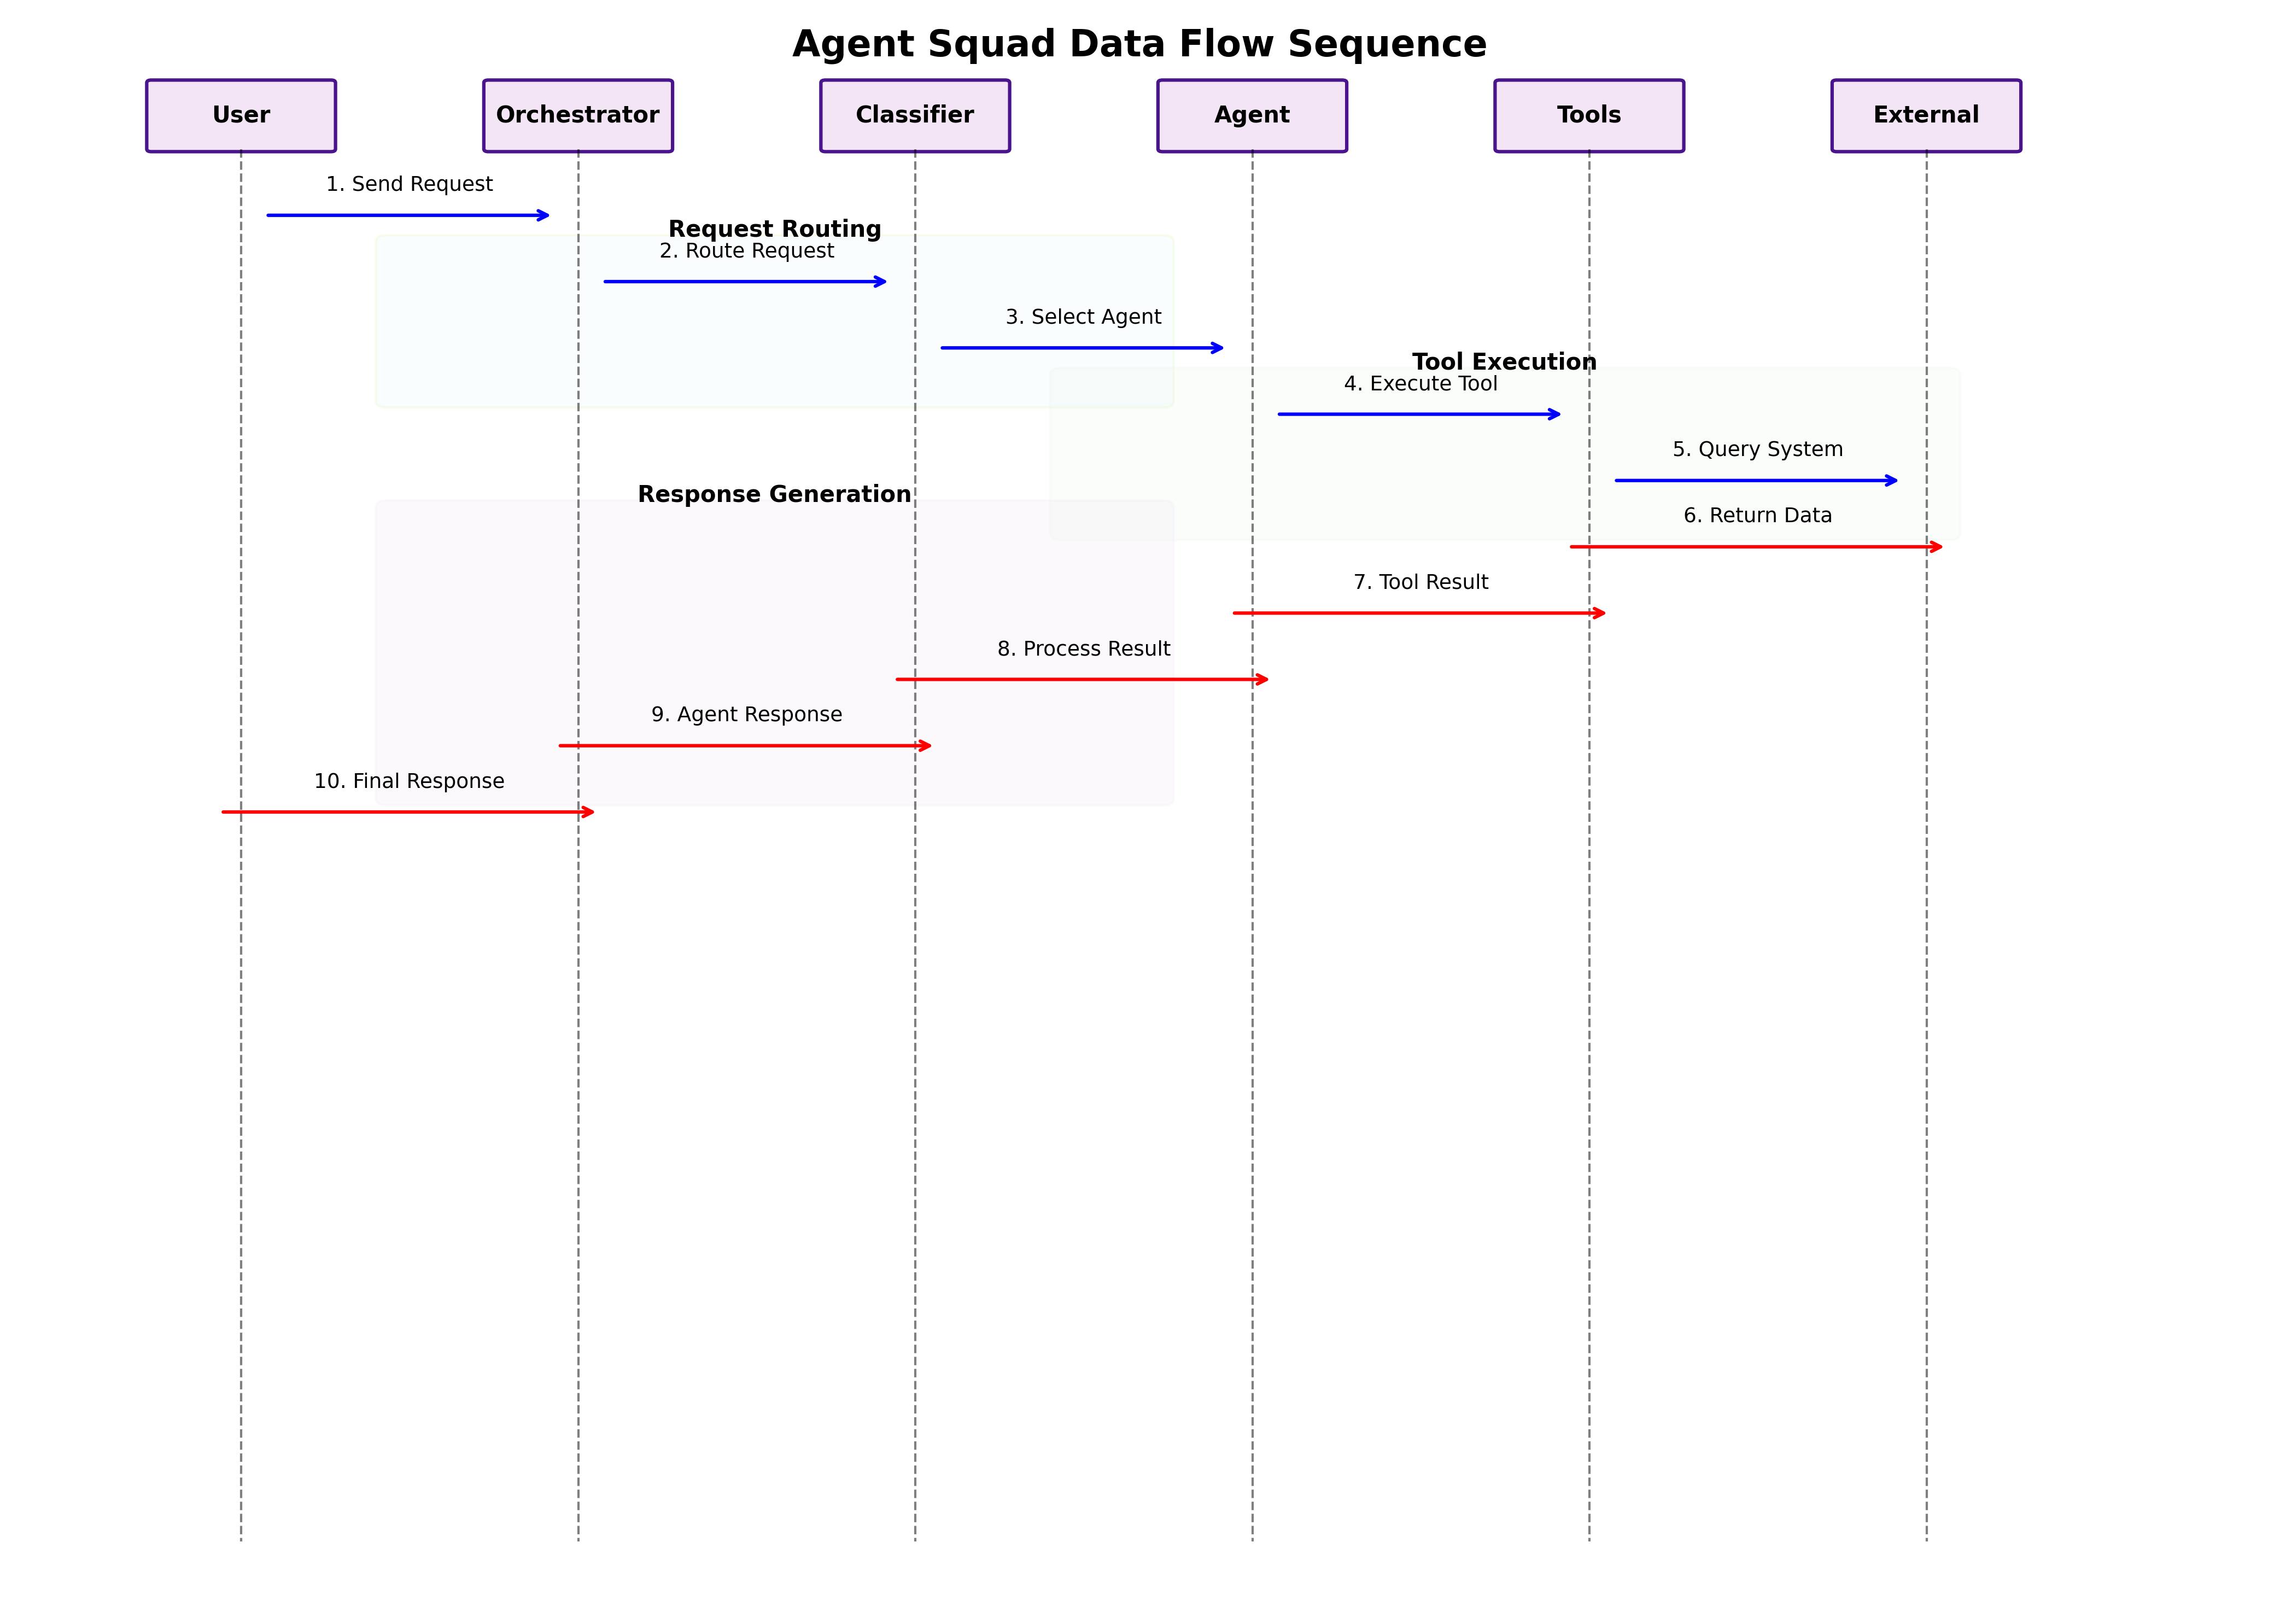 Agent Squad Data Flow Sequence
User
Orchestrator
Classifier
Agent
Tools
External
1. Send Request
Request Routing
2. Route Request
3. Select Agent
Tool Execution
4. Execute Tool
5. Query System
Response Generation
6. Return Data
7. Tool Result
8. Process Result
9. Agent Response
10. Final Response